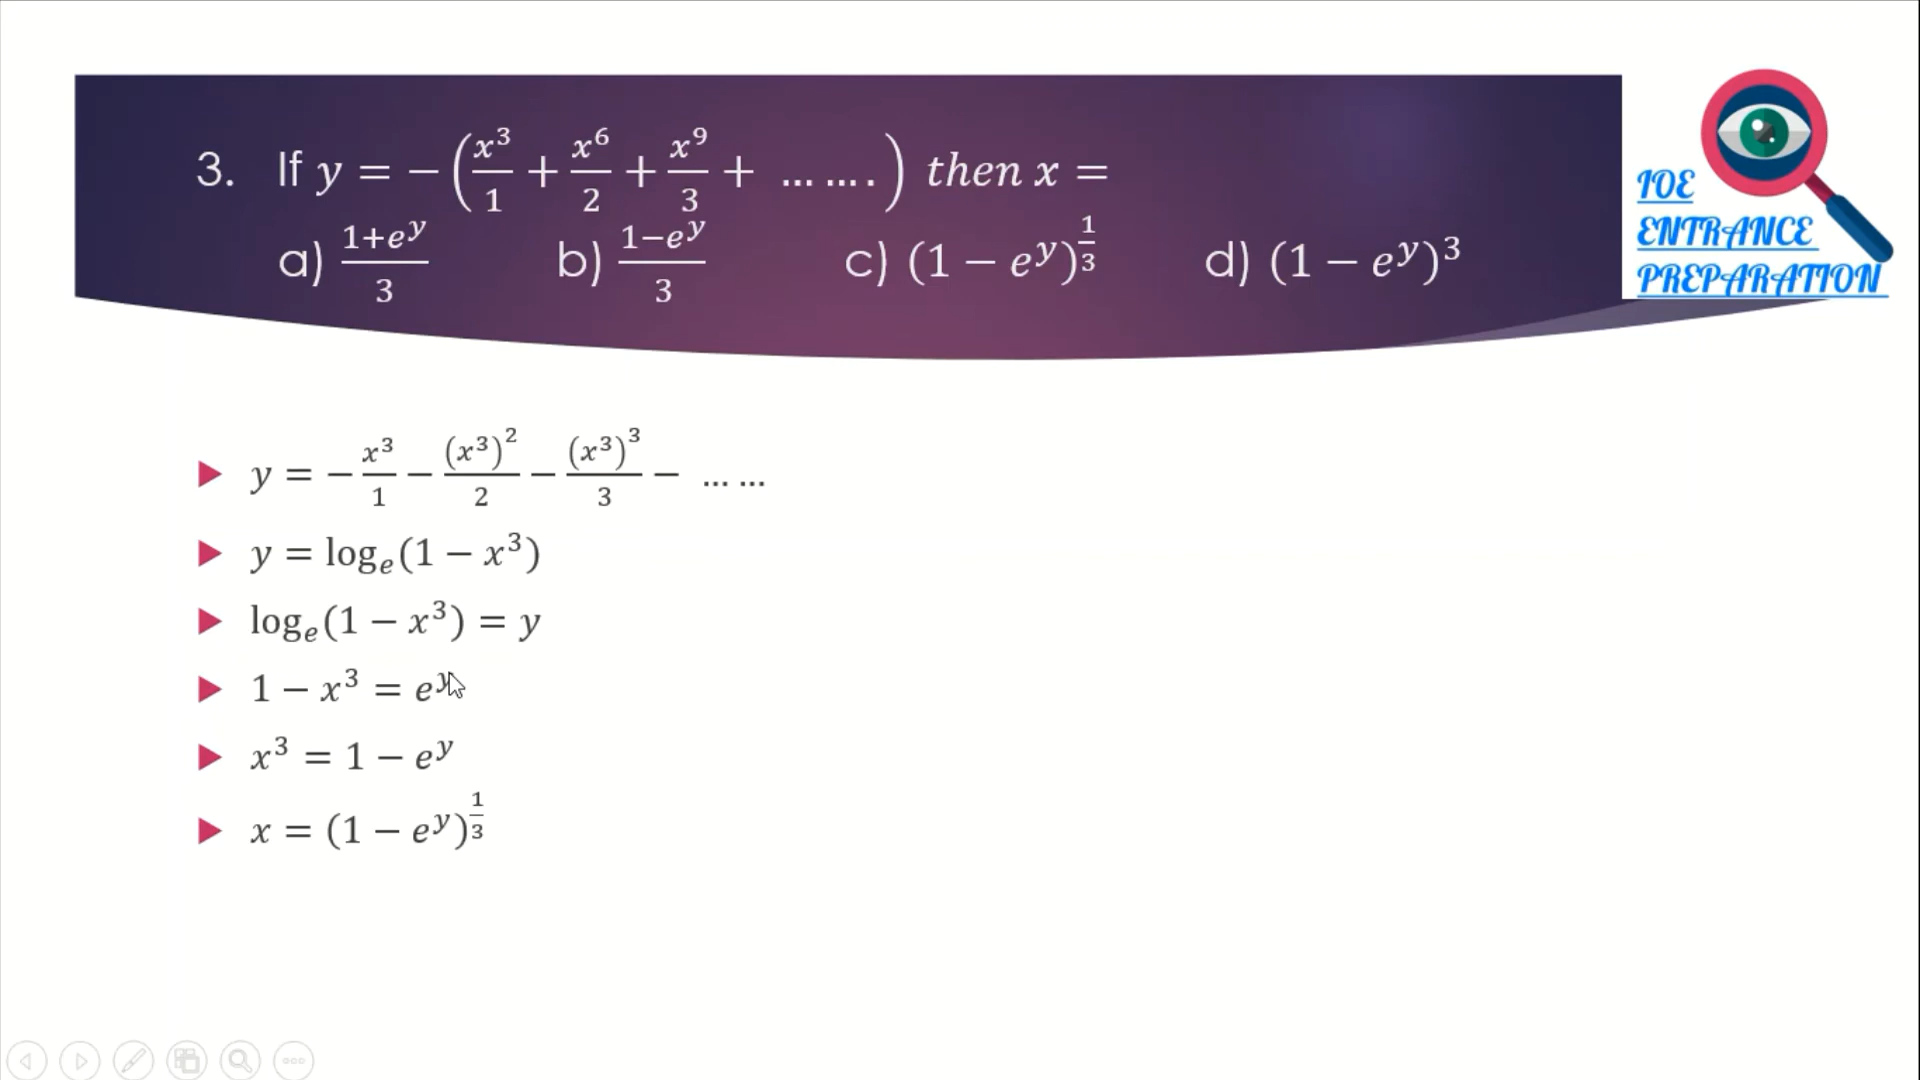 3. If y = −(x³/1 + x⁶/2 + x⁹/3 + ... ... .) then x =
a) (1+eʸ)/3 b) (1−eʸ)/3 c) (1 − eʸ)^(1/3) d) (1 − eʸ)³
IOE
ENTRANCE
PREPARATION
y = − x³/1 − (x³)²/2 − (x³)³/3 − ... ...
y = logₑ(1 − x³)
logₑ(1 − x³) = y
1 − x³ = eʸ
x³ = 1 − eʸ
x = (1 − eʸ)^(1/3)